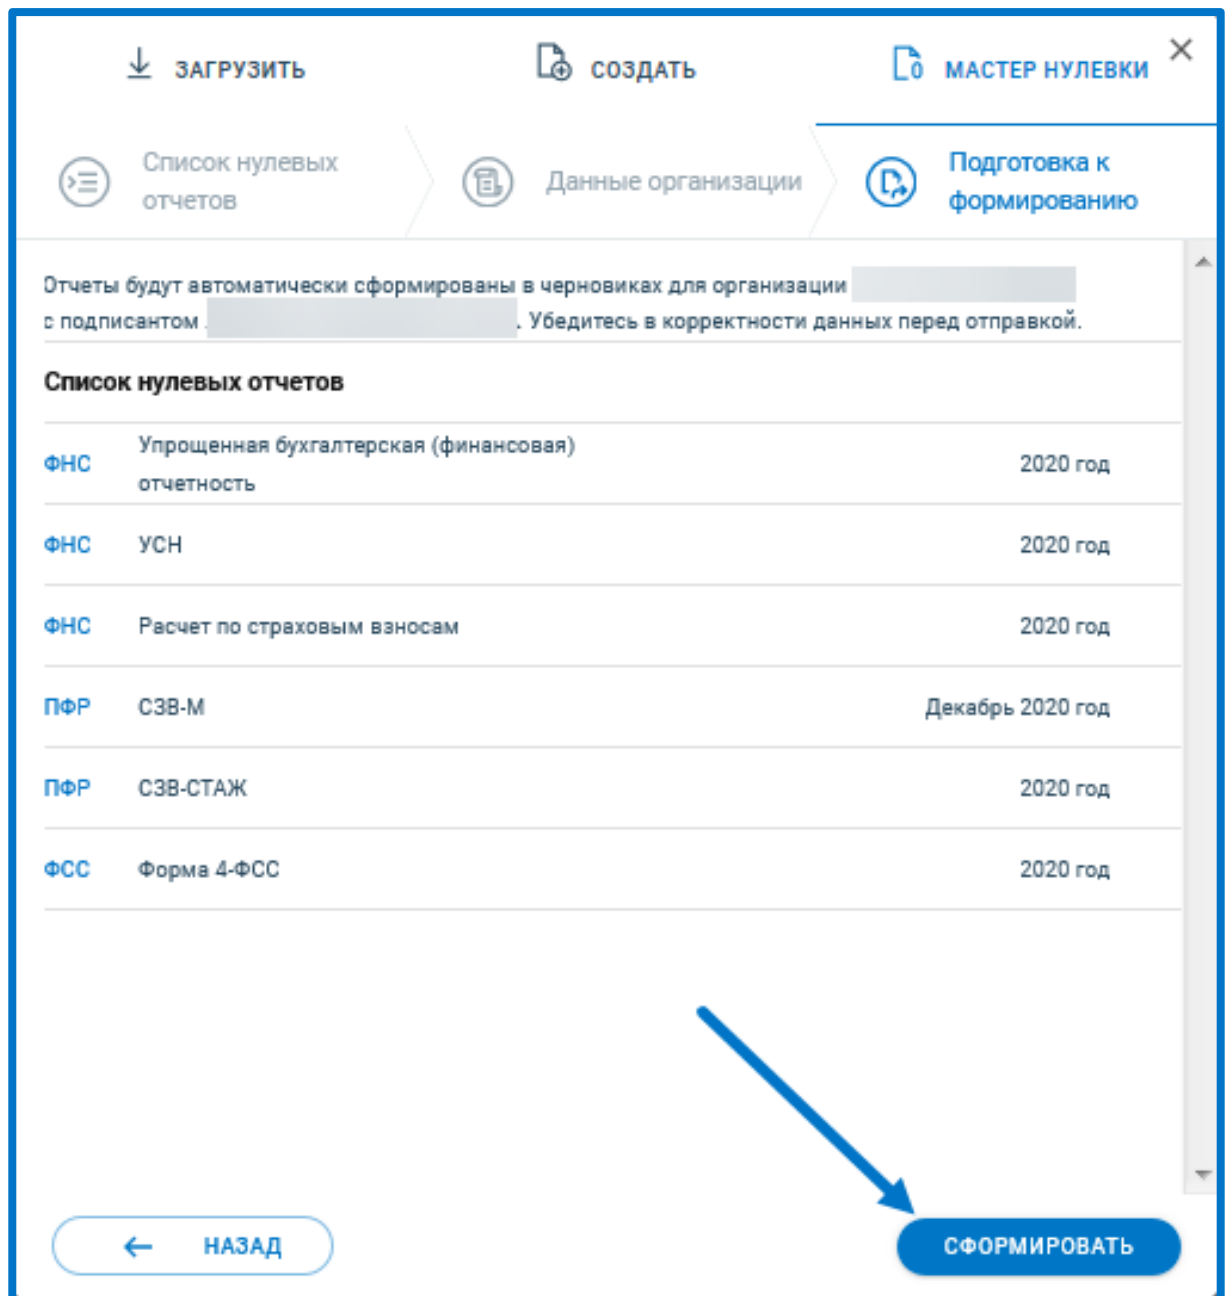 ЗАГРУЗИТЬ
СОЗДАТЬ
МАСТЕР НУЛЕВКИ
Список нулевых
отчетов
Данные организации
Подготовка к
формированию
Отчеты будут автоматически сформированы в черновиках для организации
с подписантом . Убедитесь в корректности данных перед отправкой.
Список нулевых отчетов
ФНС
Упрощенная бухгалтерская (финансовая)
отчетность
2020 год
ФНС УСН 2020 год
ФНС Расчет по страховым взносам 2020 год
ПФР СЗВ-М Декабрь 2020 год
ПФР СЗВ-СТАЖ 2020 год
ФСС Форма 4-ФСС 2020 год
НАЗАД
СФОРМИРОВАТЬ